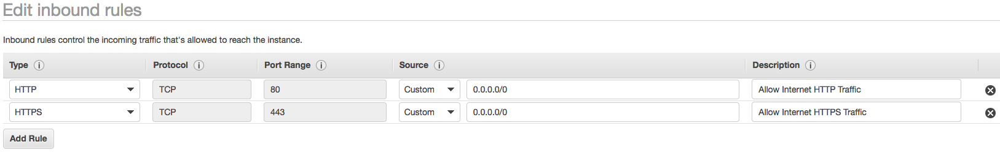 Edit inbound rules
Inbound rules control the incoming traffic that's allowed to reach the instance.
Type Protocol Port Range Source Description
HTTP TCP 80 Custom 0.0.0.0/0 Allow Internet HTTP Traffic
HTTPS TCP 443 Custom 0.0.0.0/0 Allow Internet HTTPS Traffic
Add Rule